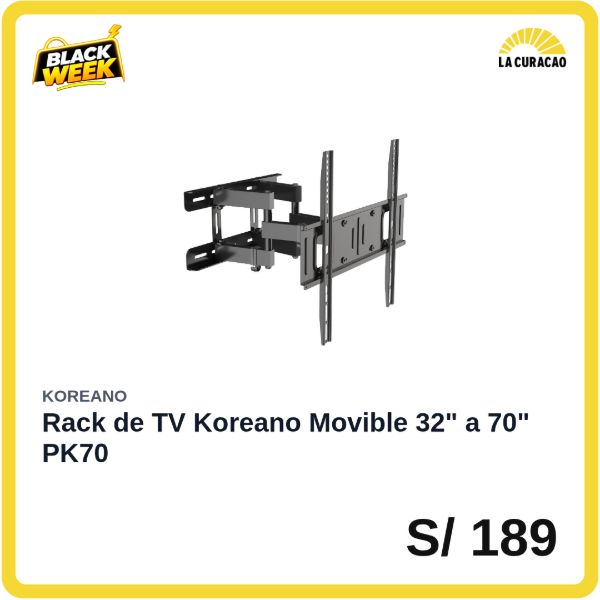 BLACK
WEEK
LA CURACAO
KOREANO
Rack de TV Koreano Movible 32" a 70"
PK70
S/ 189